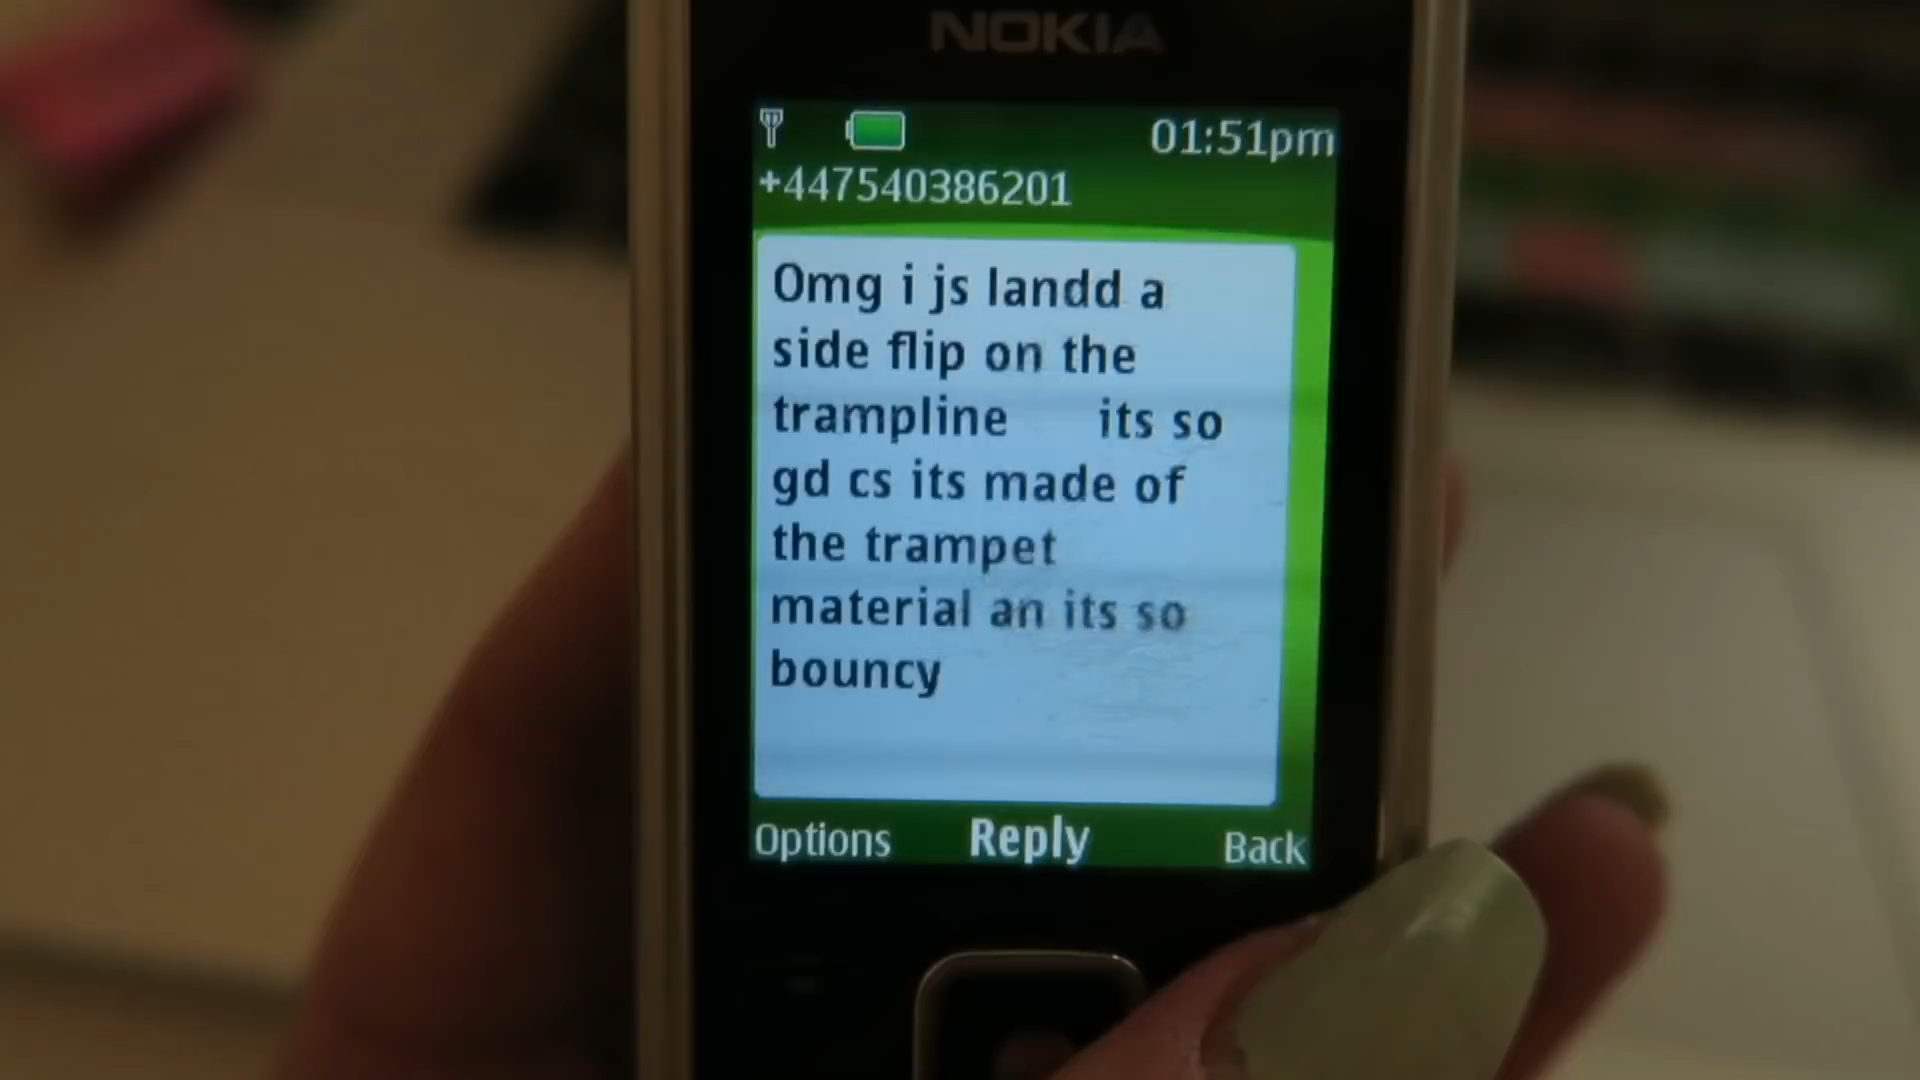 NOKIA
01:51pm
+447540386201
Omg i js landd a
side flip on the
trampline its so
gd cs its made of
the trampet
material an its so
bouncy
Options Reply Back